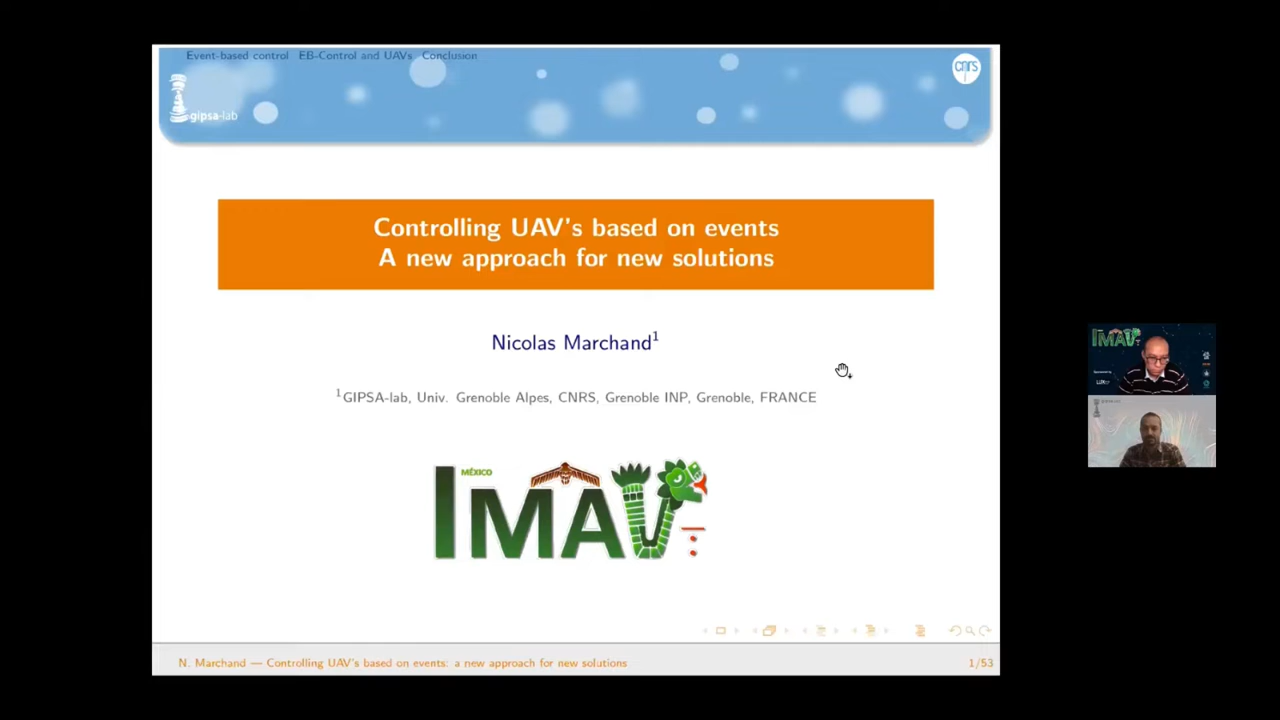 Event-based control EB-Control and UAVs Conclusion
gipsa-lab
cnrs
Controlling UAV's based on events
A new approach for new solutions
Nicolas Marchand1
1GIPSA-lab, Univ. Grenoble Alpes, CNRS, Grenoble INP, Grenoble, FRANCE
MÉXICO
IMAV
N. Marchand — Controlling UAV's based on events: a new approach for new solutions
1/53
IMAV